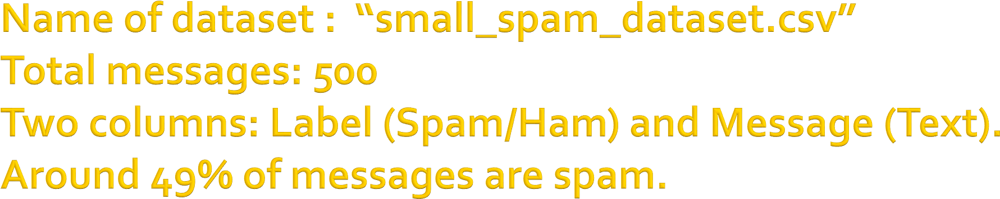 Name of dataset :  “small_spam_dataset.csv”
Total messages: 500
Two columns: Label (Spam/Ham) and Message (Text).
Around 49% of messages are spam.